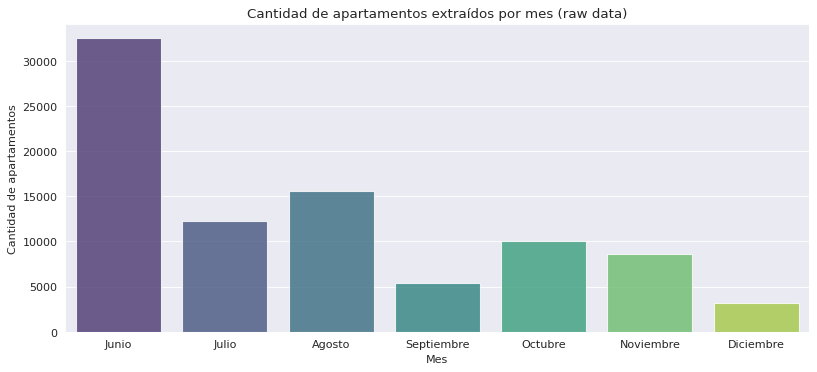 Cantidad de apartamentos extraídos por mes (raw data)
Cantidad de apartamentos
30000
25000
20000
15000
10000
5000
0
Junio
Julio
Agosto
Septiembre
Octubre
Noviembre
Diciembre
Mes